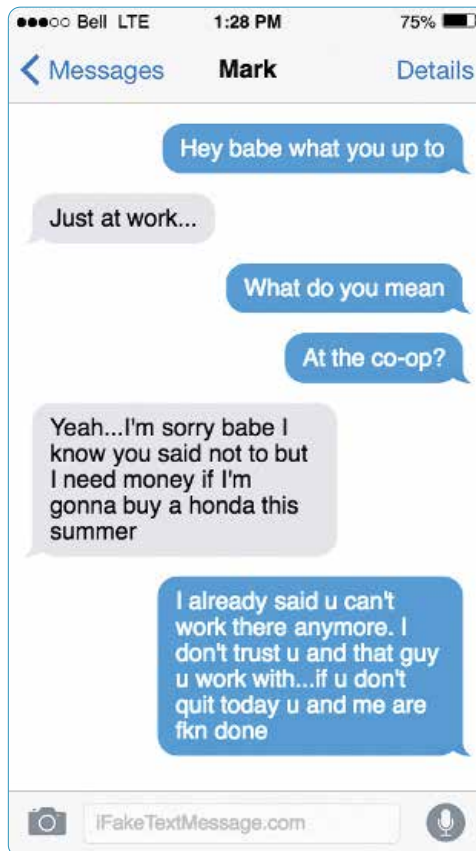 Bell LTE 1:28 PM 75%
Messages Mark Details
Hey babe what you up to
Just at work...
What do you mean
At the co-op?
Yeah...I'm sorry babe I
know you said not to but
I need money if I'm
gonna buy a honda this
summer
I already said u can't
work there anymore. I
don't trust u and that guy
u work with...if u don't
quit today u and me are
fkn done
iFakeTextMessage.com